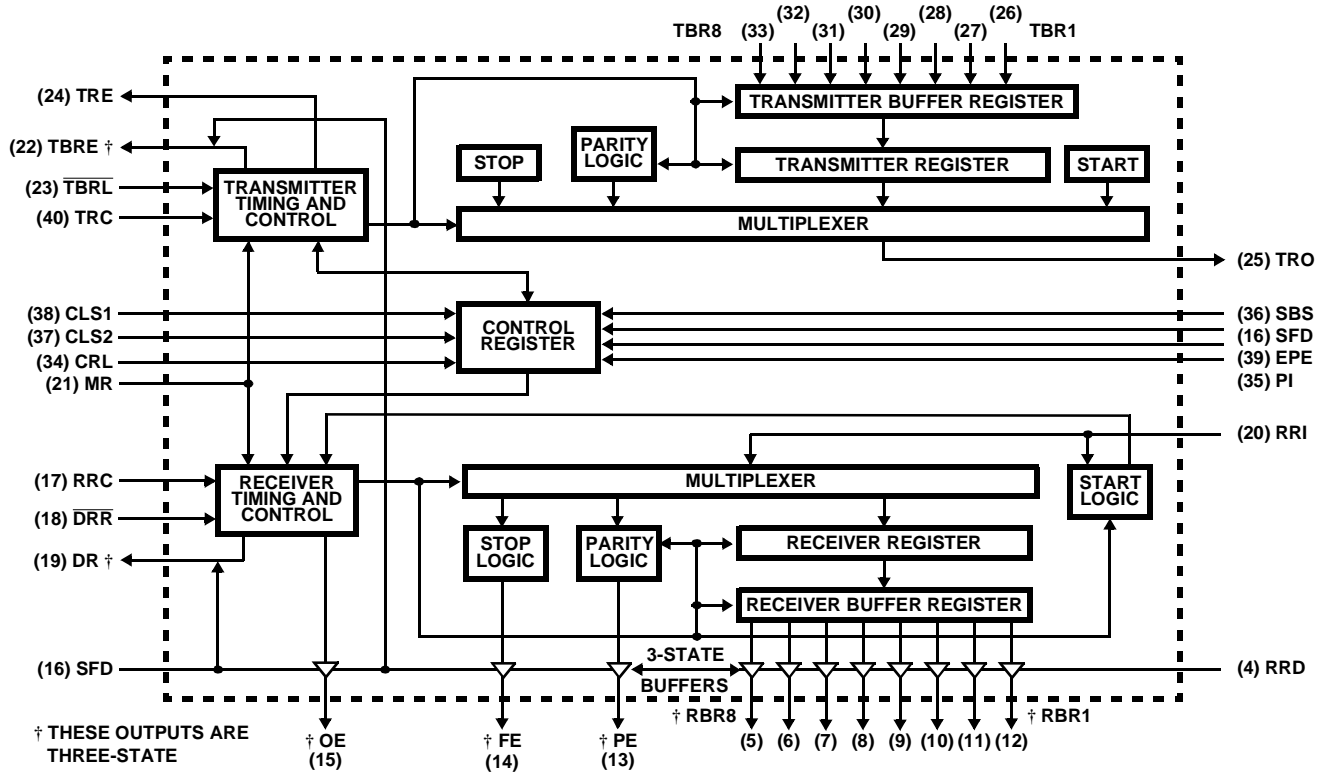 (32) (30) (28) (26)
TBR8 (33) (31) (29) (27) TBR1
(24) TRE
TRANSMITTER BUFFER REGISTER
(22) TBRE †
STOP
PARITY
LOGIC
TRANSMITTER REGISTER
START
(23) TBRL
TRANSMITTER
TIMING AND
CONTROL
(40) TRC
MULTIPLEXER
(25) TRO
(38) CLS1
(37) CLS2
(34) CRL
(21) MR
CONTROL
REGISTER
(36) SBS
(16) SFD
(39) EPE
(35) PI
(20) RRI
(17) RRC
(18) DRR
(19) DR †
RECEIVER
TIMING AND
CONTROL
MULTIPLEXER
START
LOGIC
STOP
LOGIC
PARITY
LOGIC
RECEIVER REGISTER
RECEIVER BUFFER REGISTER
(16) SFD
3-STATE
BUFFERS
(4) RRD
† THESE OUTPUTS ARE
THREE-STATE
† OE
(15)
† FE
(14)
† PE
(13)
† RBR8
† RBR1
(5) (6) (7) (8) (9) (10) (11) (12)